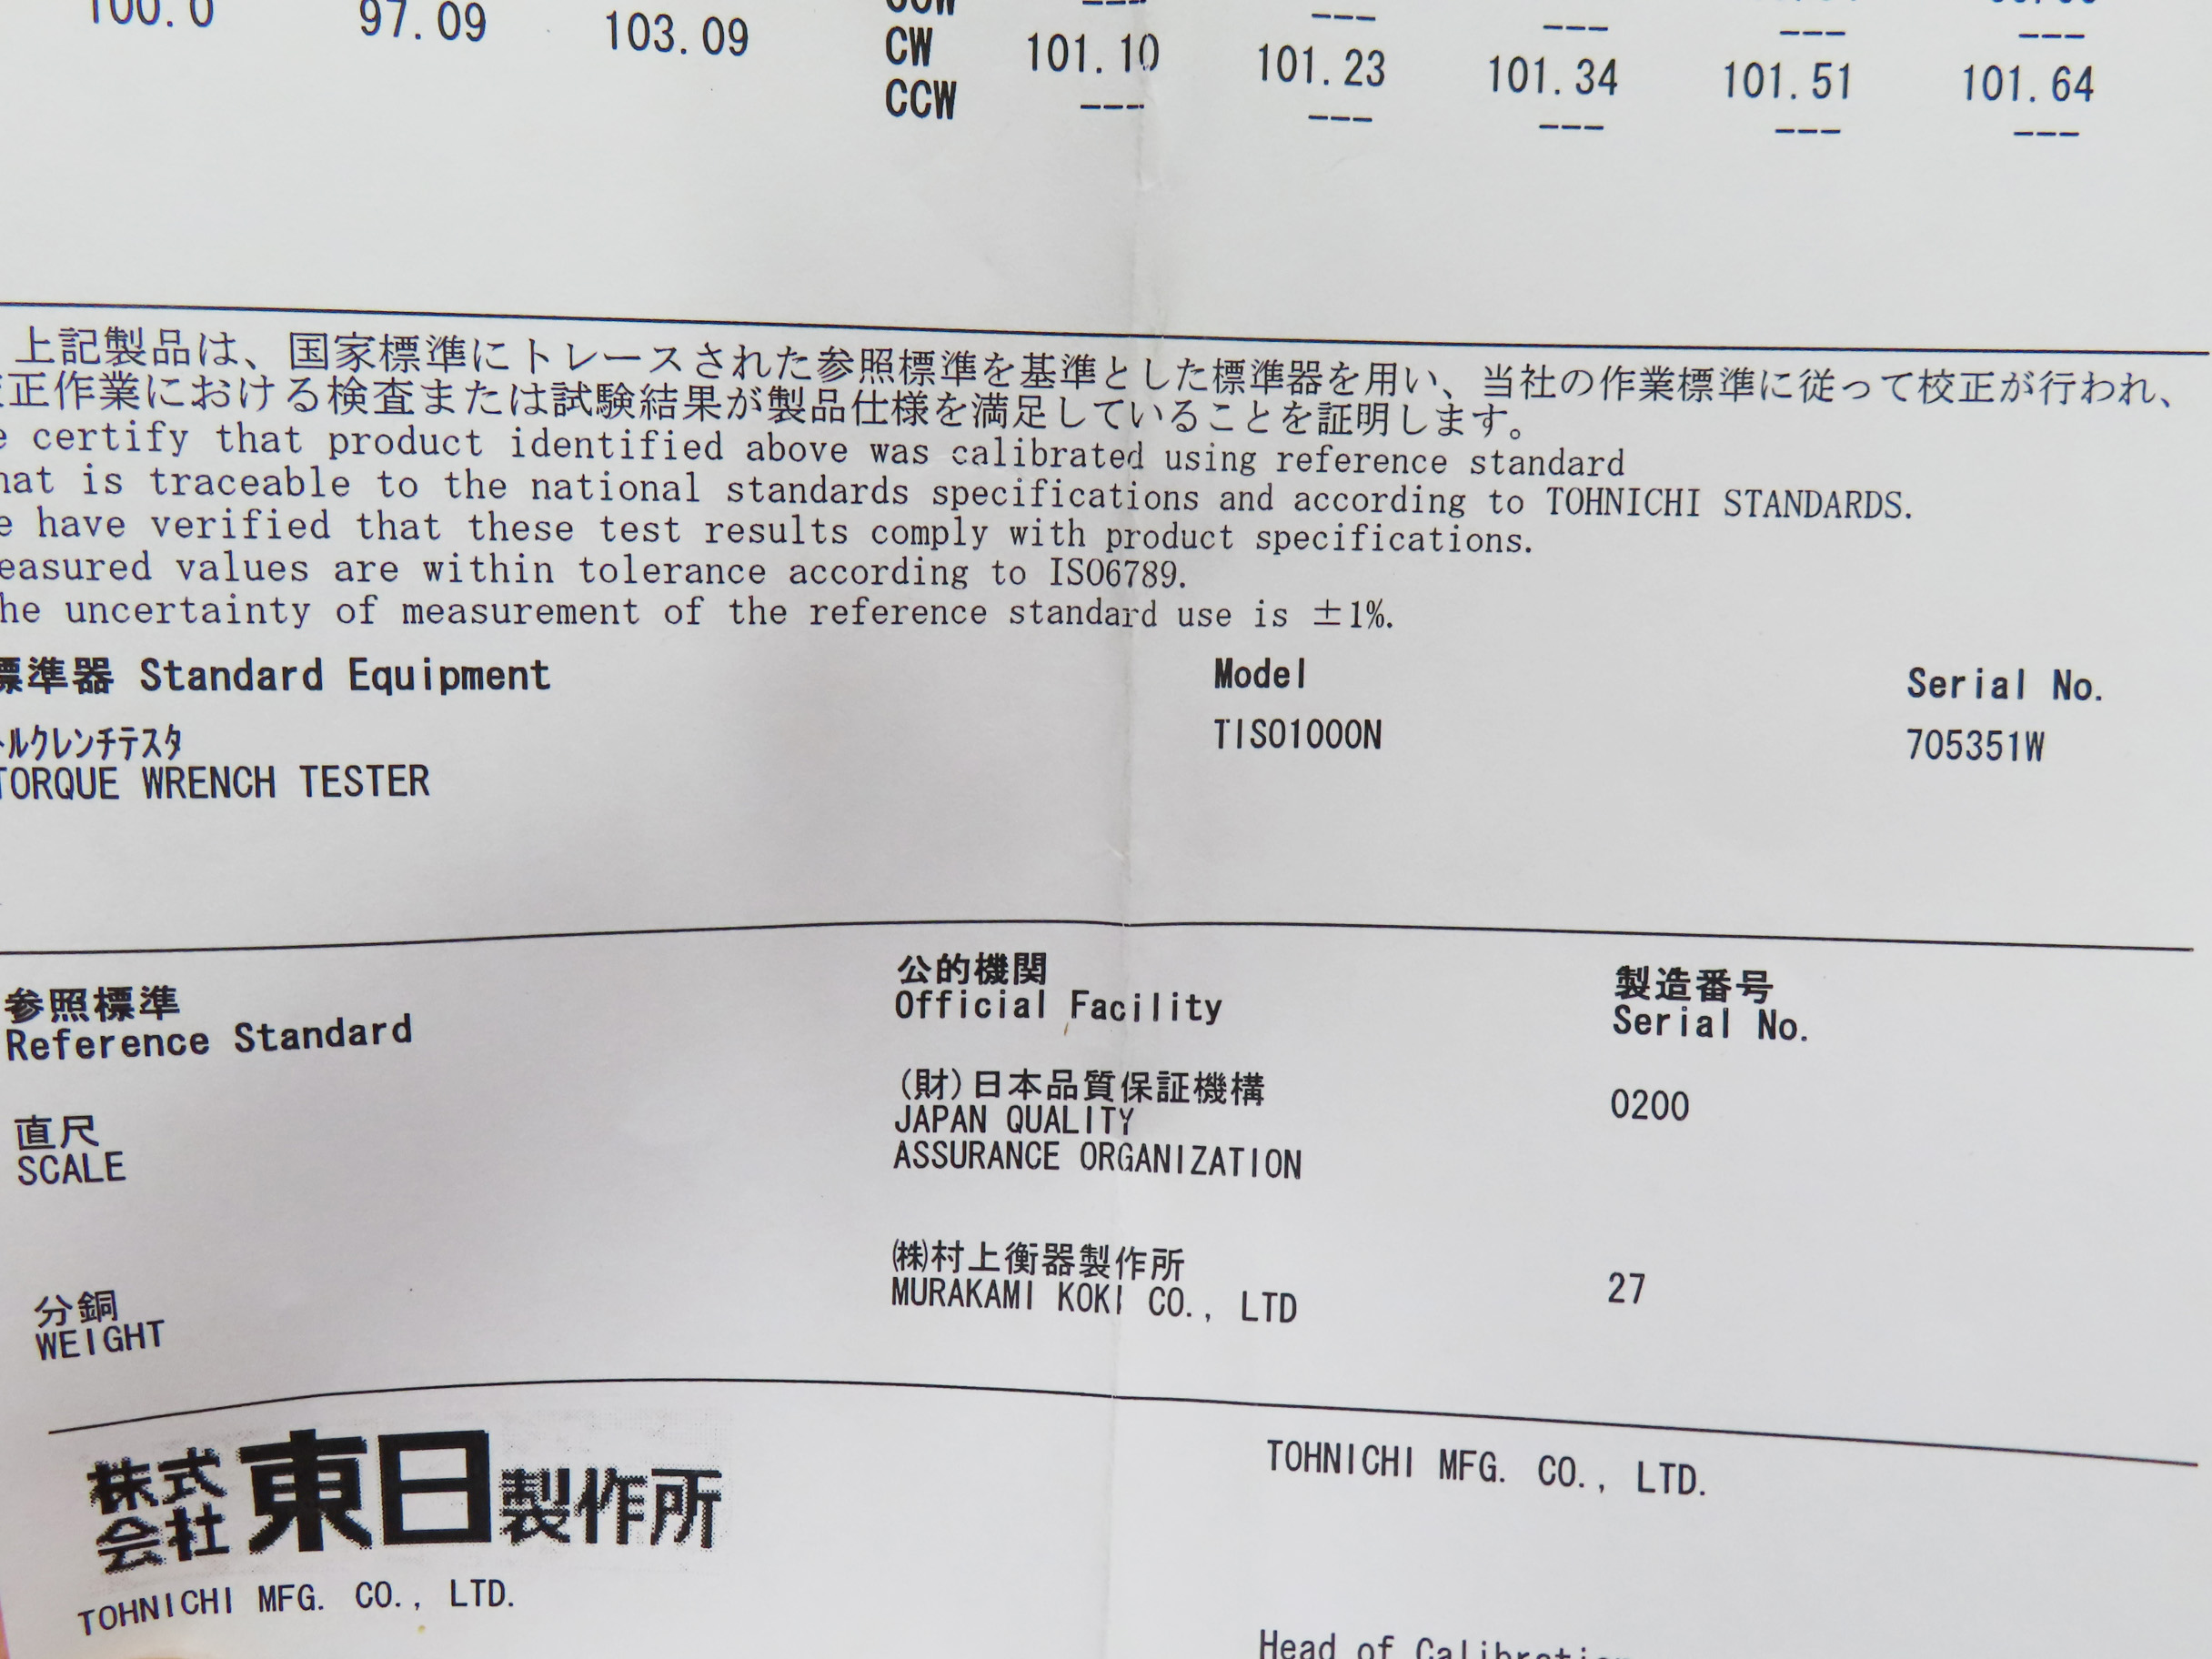 100.0 97.09 103.09 CW 101.10 101.23 101.34 101.51 101.64
CCW --- --- --- --- ---
上記製品は、国家標準にトレースされた参照標準を基準とした標準器を用い、当社の作業標準に従って校正が行われ、
正作業における検査または試験結果が製品仕様を満足していることを証明します。
certify that product identified above was calibrated using reference standard
is traceable to the national standards specifications and according to TOHNICHI STANDARDS.
have verified that these test results comply with product specifications.
easured values are within tolerance according to ISO6789.
he uncertainty of measurement of the reference standard use is ±1%.
標準器 Standard Equipment Model Serial No.
ﾄﾙｸﾚﾝﾁﾃｽﾀ TISO1000N 705351W
TORQUE WRENCH TESTER
参照標準 公的機関 製造番号
Reference Standard Official Facility Serial No.
直尺 (財)日本品質保証機構 0200
SCALE JAPAN QUALITY
ASSURANCE ORGANIZATION
分銅 ㈱村上衡器製作所 27
WEIGHT MURAKAMI KOKI CO., LTD
株式会社 東日製作所 TOHNICHI MFG. CO., LTD.
TOHNICHI MFG. CO., LTD.
Head of Calibration